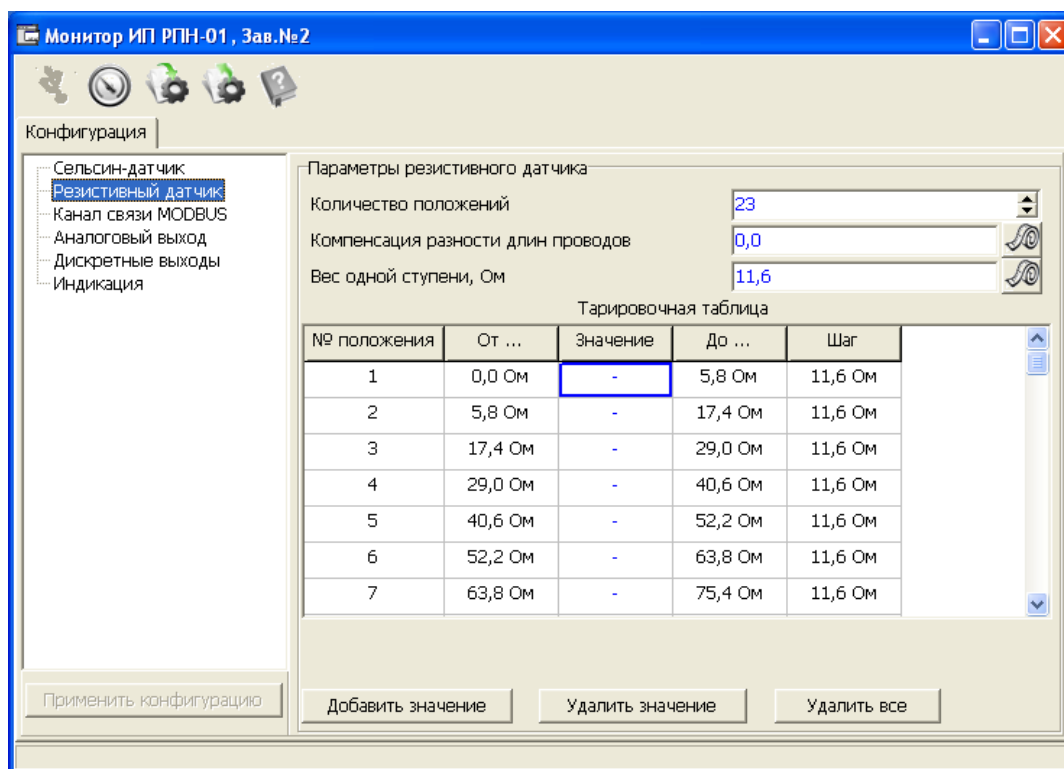 Монитор ИП РПН-01, Зав.№2
Конфигурация
Сельсин-датчик
Резистивный датчик
Канал связи MODBUS
Аналоговый выход
Дискретные выходы
Индикация
Применить конфигурацию
Параметры резистивного датчика
Количество положений 23
Компенсация разности длин проводов 0,0
Вес одной ступени, Ом 11,6
Тарировочная таблица
№ положения От ... Значение До ... Шаг
1 0,0 Ом - 5,8 Ом 11,6 Ом
2 5,8 Ом - 17,4 Ом 11,6 Ом
3 17,4 Ом - 29,0 Ом 11,6 Ом
4 29,0 Ом - 40,6 Ом 11,6 Ом
5 40,6 Ом - 52,2 Ом 11,6 Ом
6 52,2 Ом - 63,8 Ом 11,6 Ом
7 63,8 Ом - 75,4 Ом 11,6 Ом
Добавить значение Удалить значение Удалить все